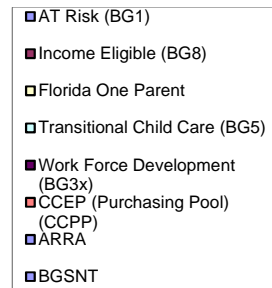 AT Risk (BG1)
Income Eligible (BG8)
Florida One Parent
Transitional Child Care (BG5)
Work Force Development
(BG3x)
CCEP (Purchasing Pool)
(CCPP)
ARRA
BGSNT